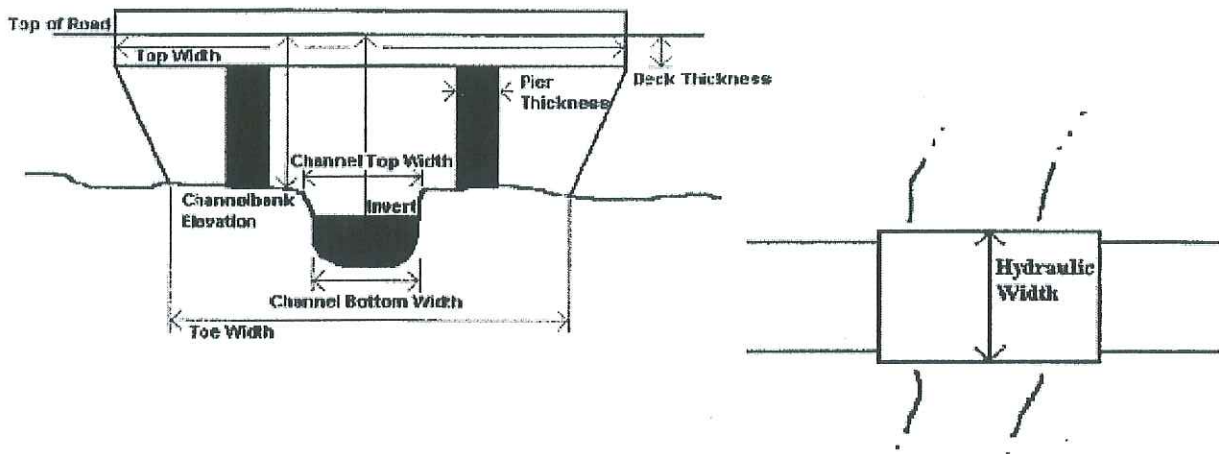 Top of Road
Top Width
Deck Thickness
Pier
Thickness
Channel Top Width
Channelbank
Elevation
Invert
Channel Bottom Width
Toe Width
Hydraulic
Width